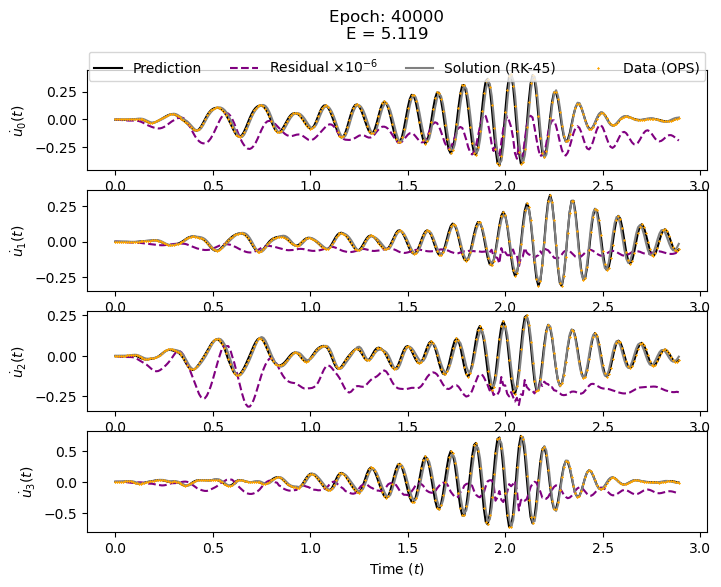 Epoch: 40000
E = 5.119
Prediction Residual ×10⁻⁶ Solution (RK-45) Data (OPS)
0.25
0.00
−0.25
u̇₀(t)
0.0 0.5 1.0 1.5 2.0 2.5 3.0
0.25
0.00
−0.25
u̇₁(t)
0.0 0.5 1.0 1.5 2.0 2.5 3.0
0.25
0.00
−0.25
u̇₂(t)
0.0 0.5 1.0 1.5 2.0 2.5 3.0
0.5
0.0
−0.5
u̇₃(t)
0.0 0.5 1.0 1.5 2.0 2.5 3.0
Time (t)